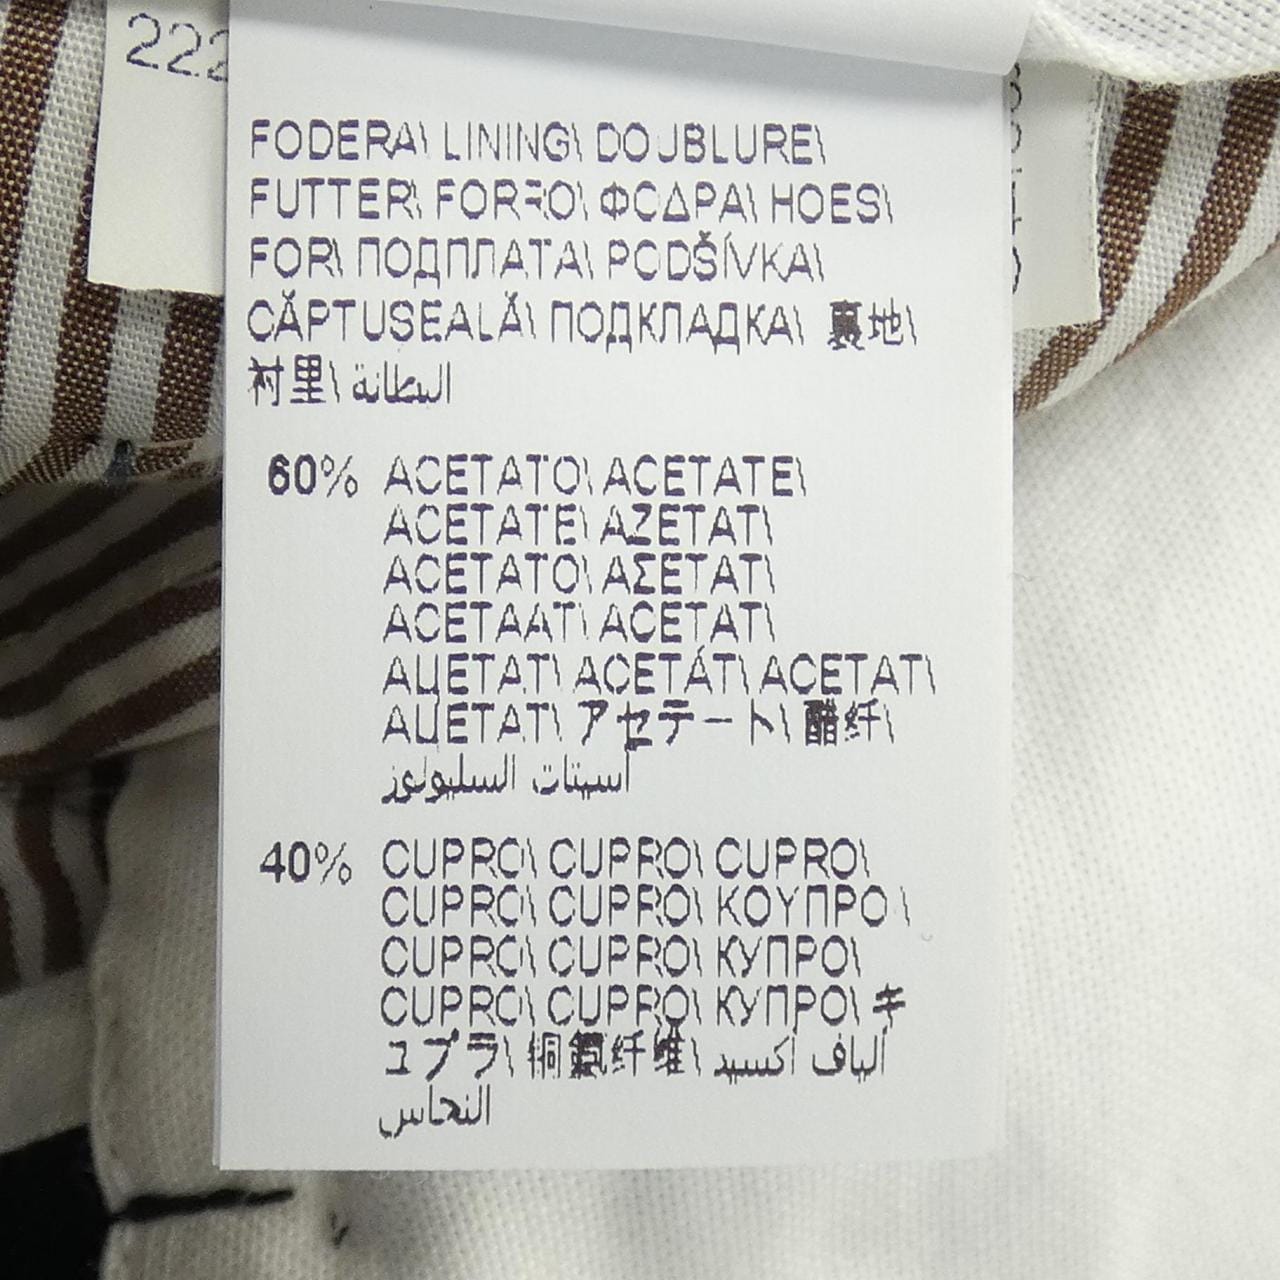 222
FODERA\ LINING\ DOUBLURE\
FUTTER\ FORRO\ ΦΟΔΡΑ\ HOES\
FOR\ ПОДПЛАТА\ PODŠÍVKA\
CĂPTUSEALĂ\ ПОДКЛАДКА\ 裏地\
衬里\ البطانة
60% ACETATO\ ACETATE\
ACETATE\ AZETAT\
ACETATO\ ΑΣΕΤΑΤ\
ACETAAT\ ACETAT\
АЦЕТАТ\ ACETÁT\ ACETAT\
АЦЕТАТ\ アセテート\ 醋纤\
أسيتات السليولوز
40% CUPRO\ CUPRO\ CUPRO\
CUPRO\ CUPRO\ ΚΟΥΠΡΟ \
CUPRO\ CUPRO\ КУПРО\
CUPRO\ CUPRO\ КУПРО\ キ
ュプラ\ 铜氨纤维\ ألياف أكسيد
النحاس